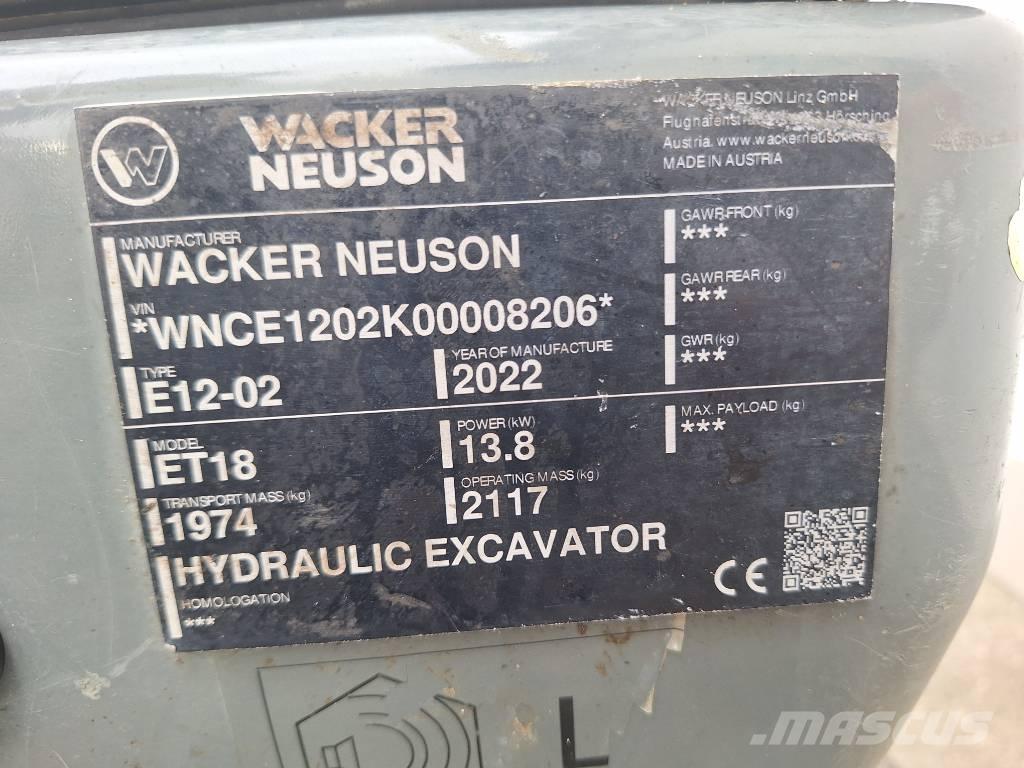 W
WACKER
NEUSON
WACKER NEUSON Linz GmbH
Hörsching
Austria. www.wackerneuson
MADE IN AUSTRIA
MANUFACTURER
WACKER NEUSON
VIN
*WNCE1202K00008206*
TYPE
E12-02
YEAR OF MANUFACTURE
2022
GAWR-FRONT (kg)
***
GAWR REAR (kg)
***
GWR (kg)
***
MODEL
ET18
POWER (kW)
13.8
MAX. PAYLOAD (kg)
***
TRANSPORT MASS (kg)
1974
OPERATING MASS (kg)
2117
HYDRAULIC EXCAVATOR
HOMOLOGATION
***
CE
L
MASCUS